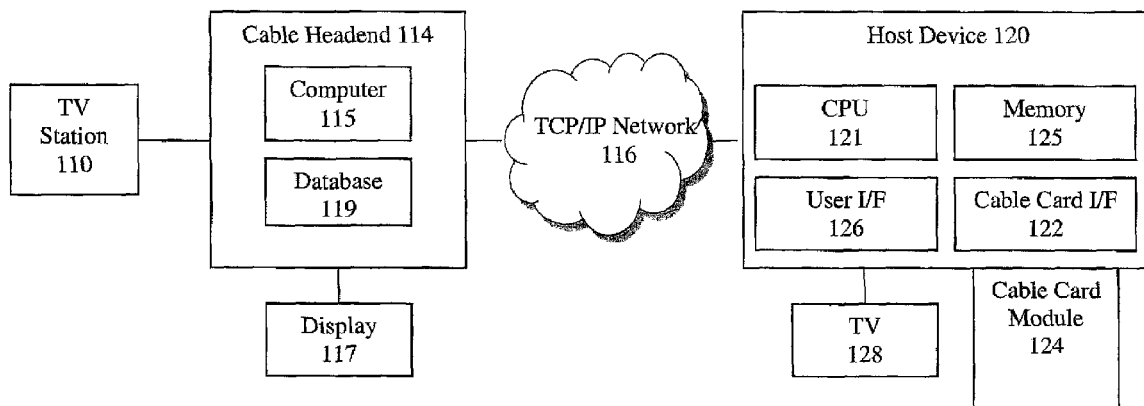 Cable Headend 114
Host Device 120
TV
Station
110
Computer
115
Database
119
TCP/IP Network
116
CPU
121
Memory
125
User I/F
126
Cable Card I/F
122
Display
117
TV
128
Cable Card
Module
124